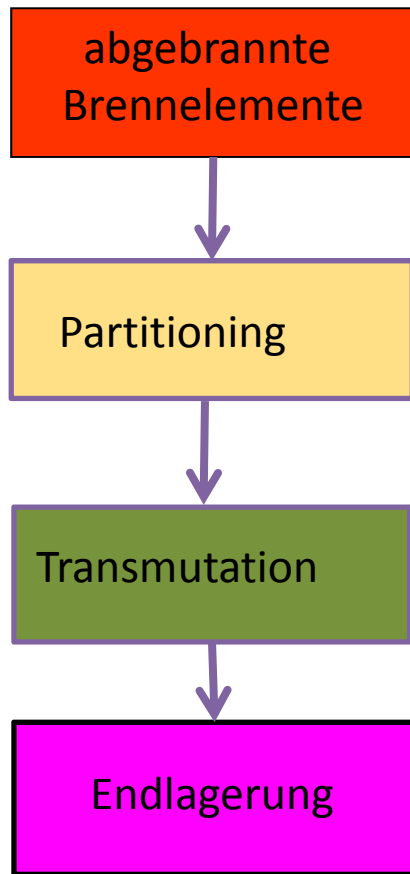 abgebrannte
Brennelemente
Partitioning
Transmutation
Endlagerung